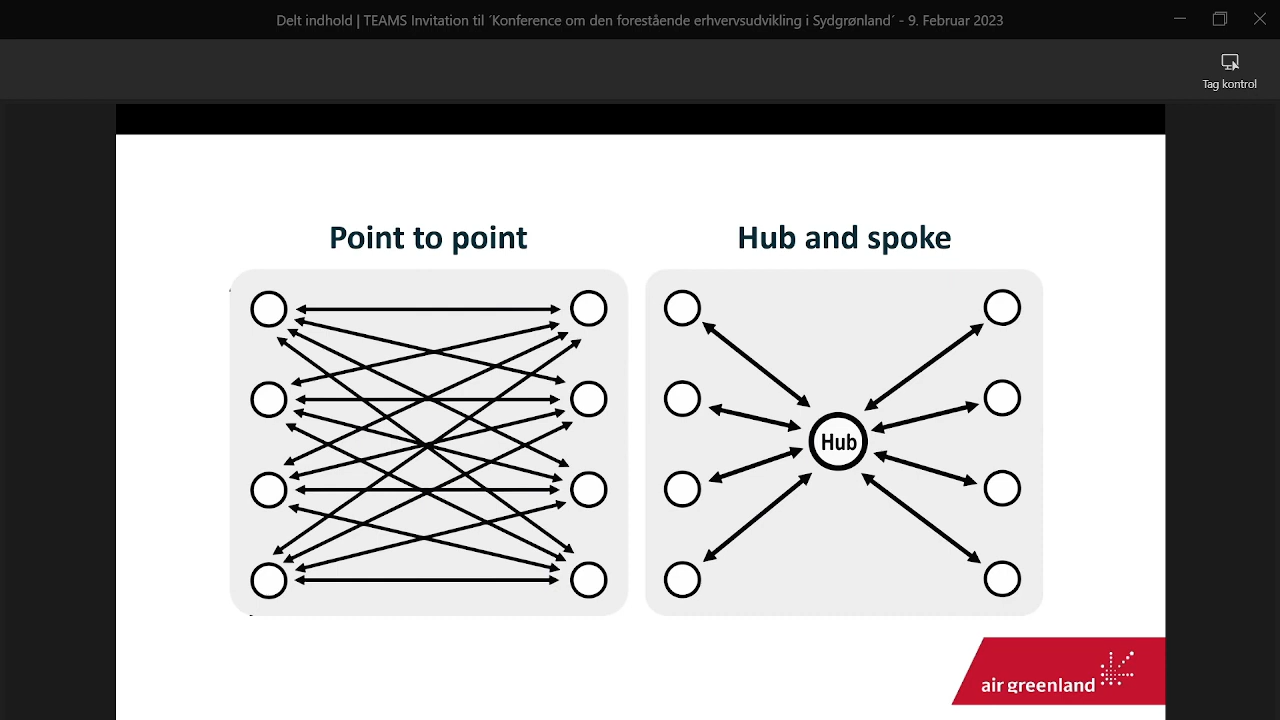 Delt indhold | TEAMS Invitation til ´Konference om den forestående erhvervsudvikling i Sydgrønland´ - 9. Februar 2023
Tag kontrol
Point to point
Hub and spoke
Hub
air greenland